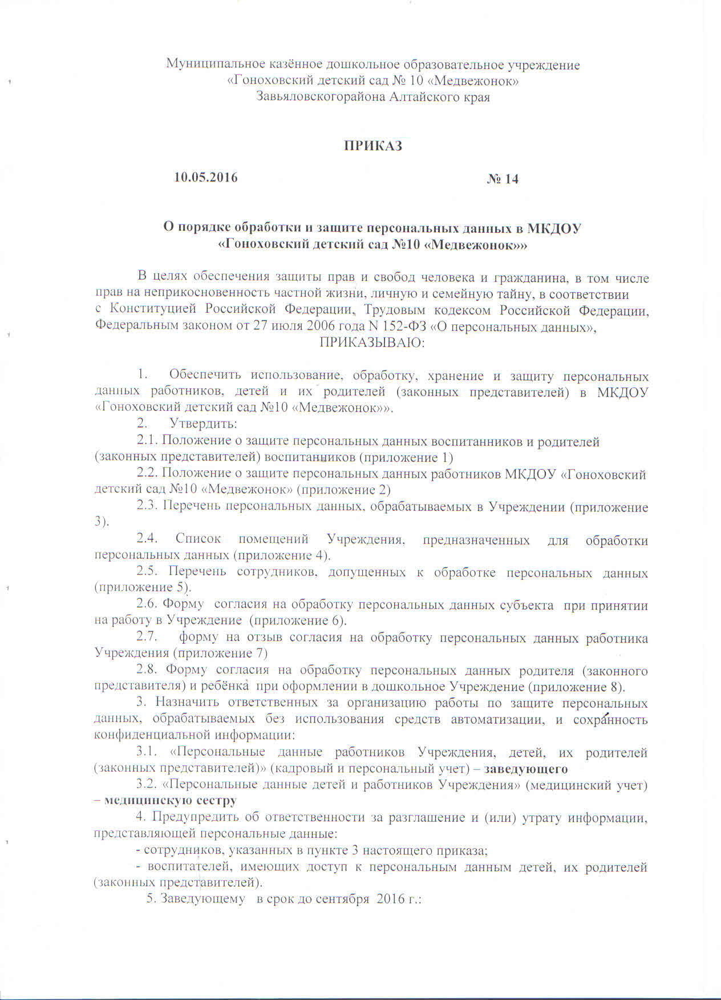 Муниципальное казённое дошкольное образовательное учреждение
«Гоноховский детский сад № 10 «Медвежонок»
Завьяловскогорайона Алтайского края
ПРИКАЗ
10.05.2016 № 14
О порядке обработки и защите персональных данных в МКДОУ
«Гоноховский детский сад №10 «Медвежонок»»
В целях обеспечения защиты прав и свобод человека и гражданина, в том числе
прав на неприкосновенность частной жизни, личную и семейную тайну, в соответствии
с Конституцией Российской Федерации, Трудовым кодексом Российской Федерации,
Федеральным законом от 27 июля 2006 года N 152-ФЗ «О персональных данных»,
ПРИКАЗЫВАЮ:
1. Обеспечить использование, обработку, хранение и защиту персональных
данных работников, детей и их родителей (законных представителей) в МКДОУ
«Гоноховский детский сад №10 «Медвежонок»».
2. Утвердить:
2.1. Положение о защите персональных данных воспитанников и родителей
(законных представителей) воспитанников (приложение 1)
2.2. Положение о защите персональных данных работников МКДОУ «Гоноховский
детский сад №10 «Медвежонок» (приложение 2)
2.3. Перечень персональных данных, обрабатываемых в Учреждении (приложение
3).
2.4. Список помещений Учреждения, предназначенных для обработки
персональных данных (приложение 4).
2.5. Перечень сотрудников, допущенных к обработке персональных данных
(приложение 5).
2.6. Форму согласия на обработку персональных данных субъекта при принятии
на работу в Учреждение (приложение 6).
2.7. форму на отзыв согласия на обработку персональных данных работника
Учреждения (приложение 7)
2.8. Форму согласия на обработку персональных данных родителя (законного
представителя) и ребёнка при оформлении в дошкольное Учреждение (приложение 8).
3. Назначить ответственных за организацию работы по защите персональных
данных, обрабатываемых без использования средств автоматизации, и сохранность
конфиденциальной информации:
3.1. «Персональные данные работников Учреждения, детей, их родителей
(законных представителей)» (кадровый и персональный учет) – заведующего
3.2. «Персональные данные детей и работников Учреждения» (медицинский учет)
– медицинскую сестру
4. Предупредить об ответственности за разглашение и (или) утрату информации,
представляющей персональные данные:
- сотрудников, указанных в пункте 3 настоящего приказа;
- воспитателей, имеющих доступ к персональным данным детей, их родителей
(законных представителей).
5. Заведующему в срок до сентября 2016 г.: